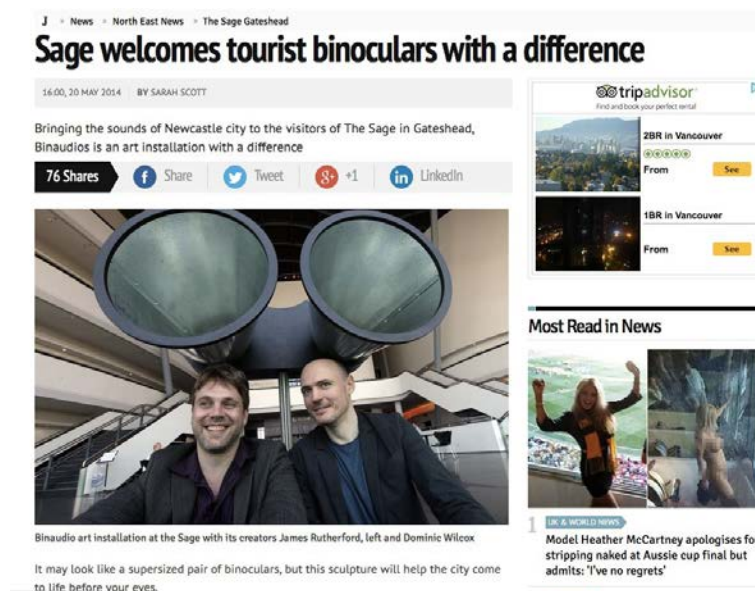 J » News » North East News » The Sage Gateshead
Sage welcomes tourist binoculars with a difference
16:00, 20 MAY 2014 BY SARAH SCOTT
Bringing the sounds of Newcastle city to the visitors of The Sage in Gateshead,
Binaudios is an art installation with a difference
76 Shares f Share Tweet g+ +1 in LinkedIn
Binaudio art installation at the Sage with its creators James Rutherford, left and Dominic Wilcox
It may look like a supersized pair of binoculars, but this sculpture will help the city come
to life before your eyes.
tripadvisor
Find and book your perfect rental
2BR in Vancouver
From See
1BR in Vancouver
From See
Most Read in News
1 UK & WORLD NEWS
Model Heather McCartney apologises fo
stripping naked at Aussie cup final but
admits: 'I've no regrets'